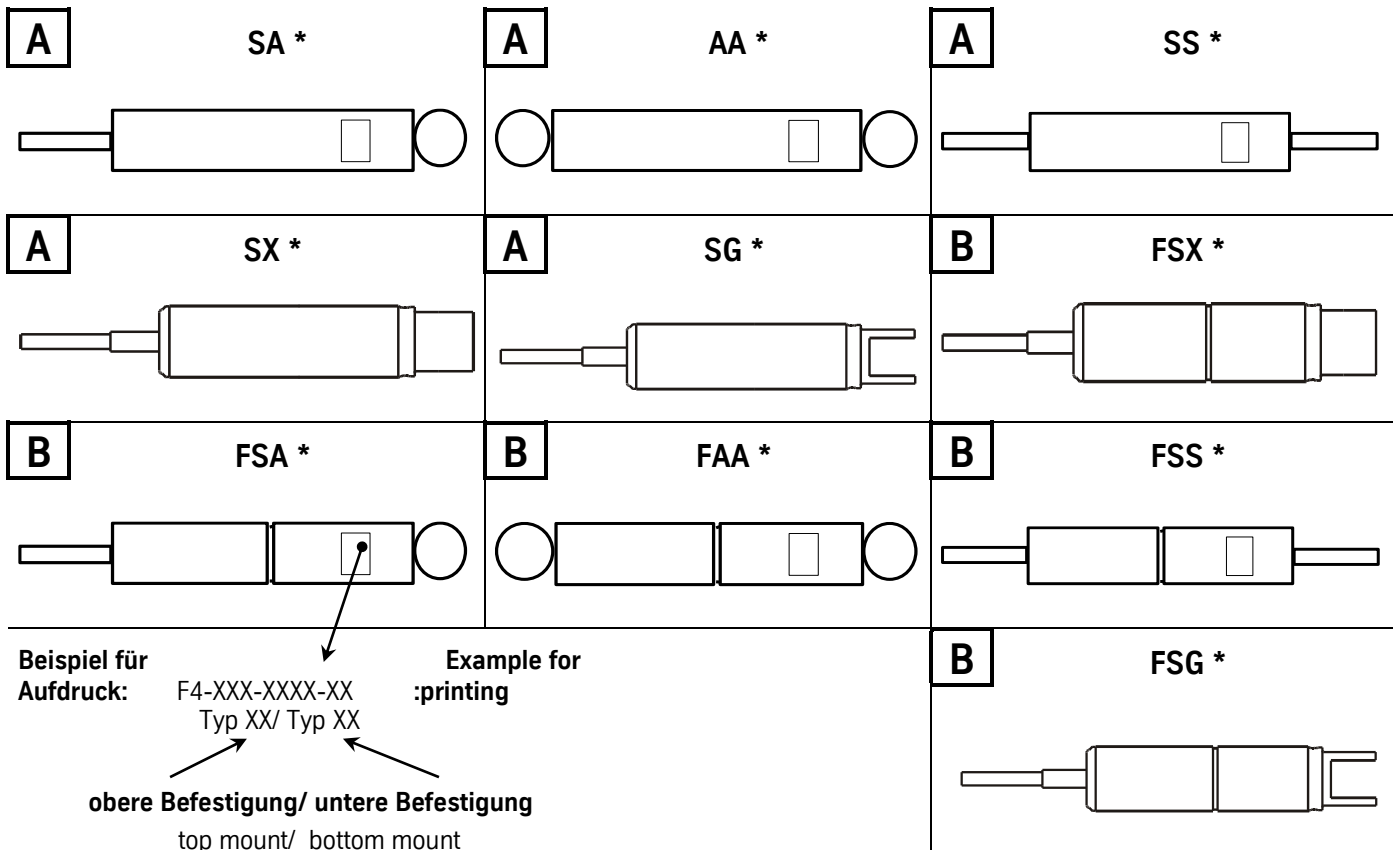 A SA * A AA * A SS *
A SX * A SG * B FSX *
B FSA * B FAA * B FSS *
Beispiel für Example for
Aufdruck: F4-XXX-XXXX-XX :printing
Typ XX/ Typ XX
obere Befestigung/ untere Befestigung
top mount/ bottom mount
B FSG *